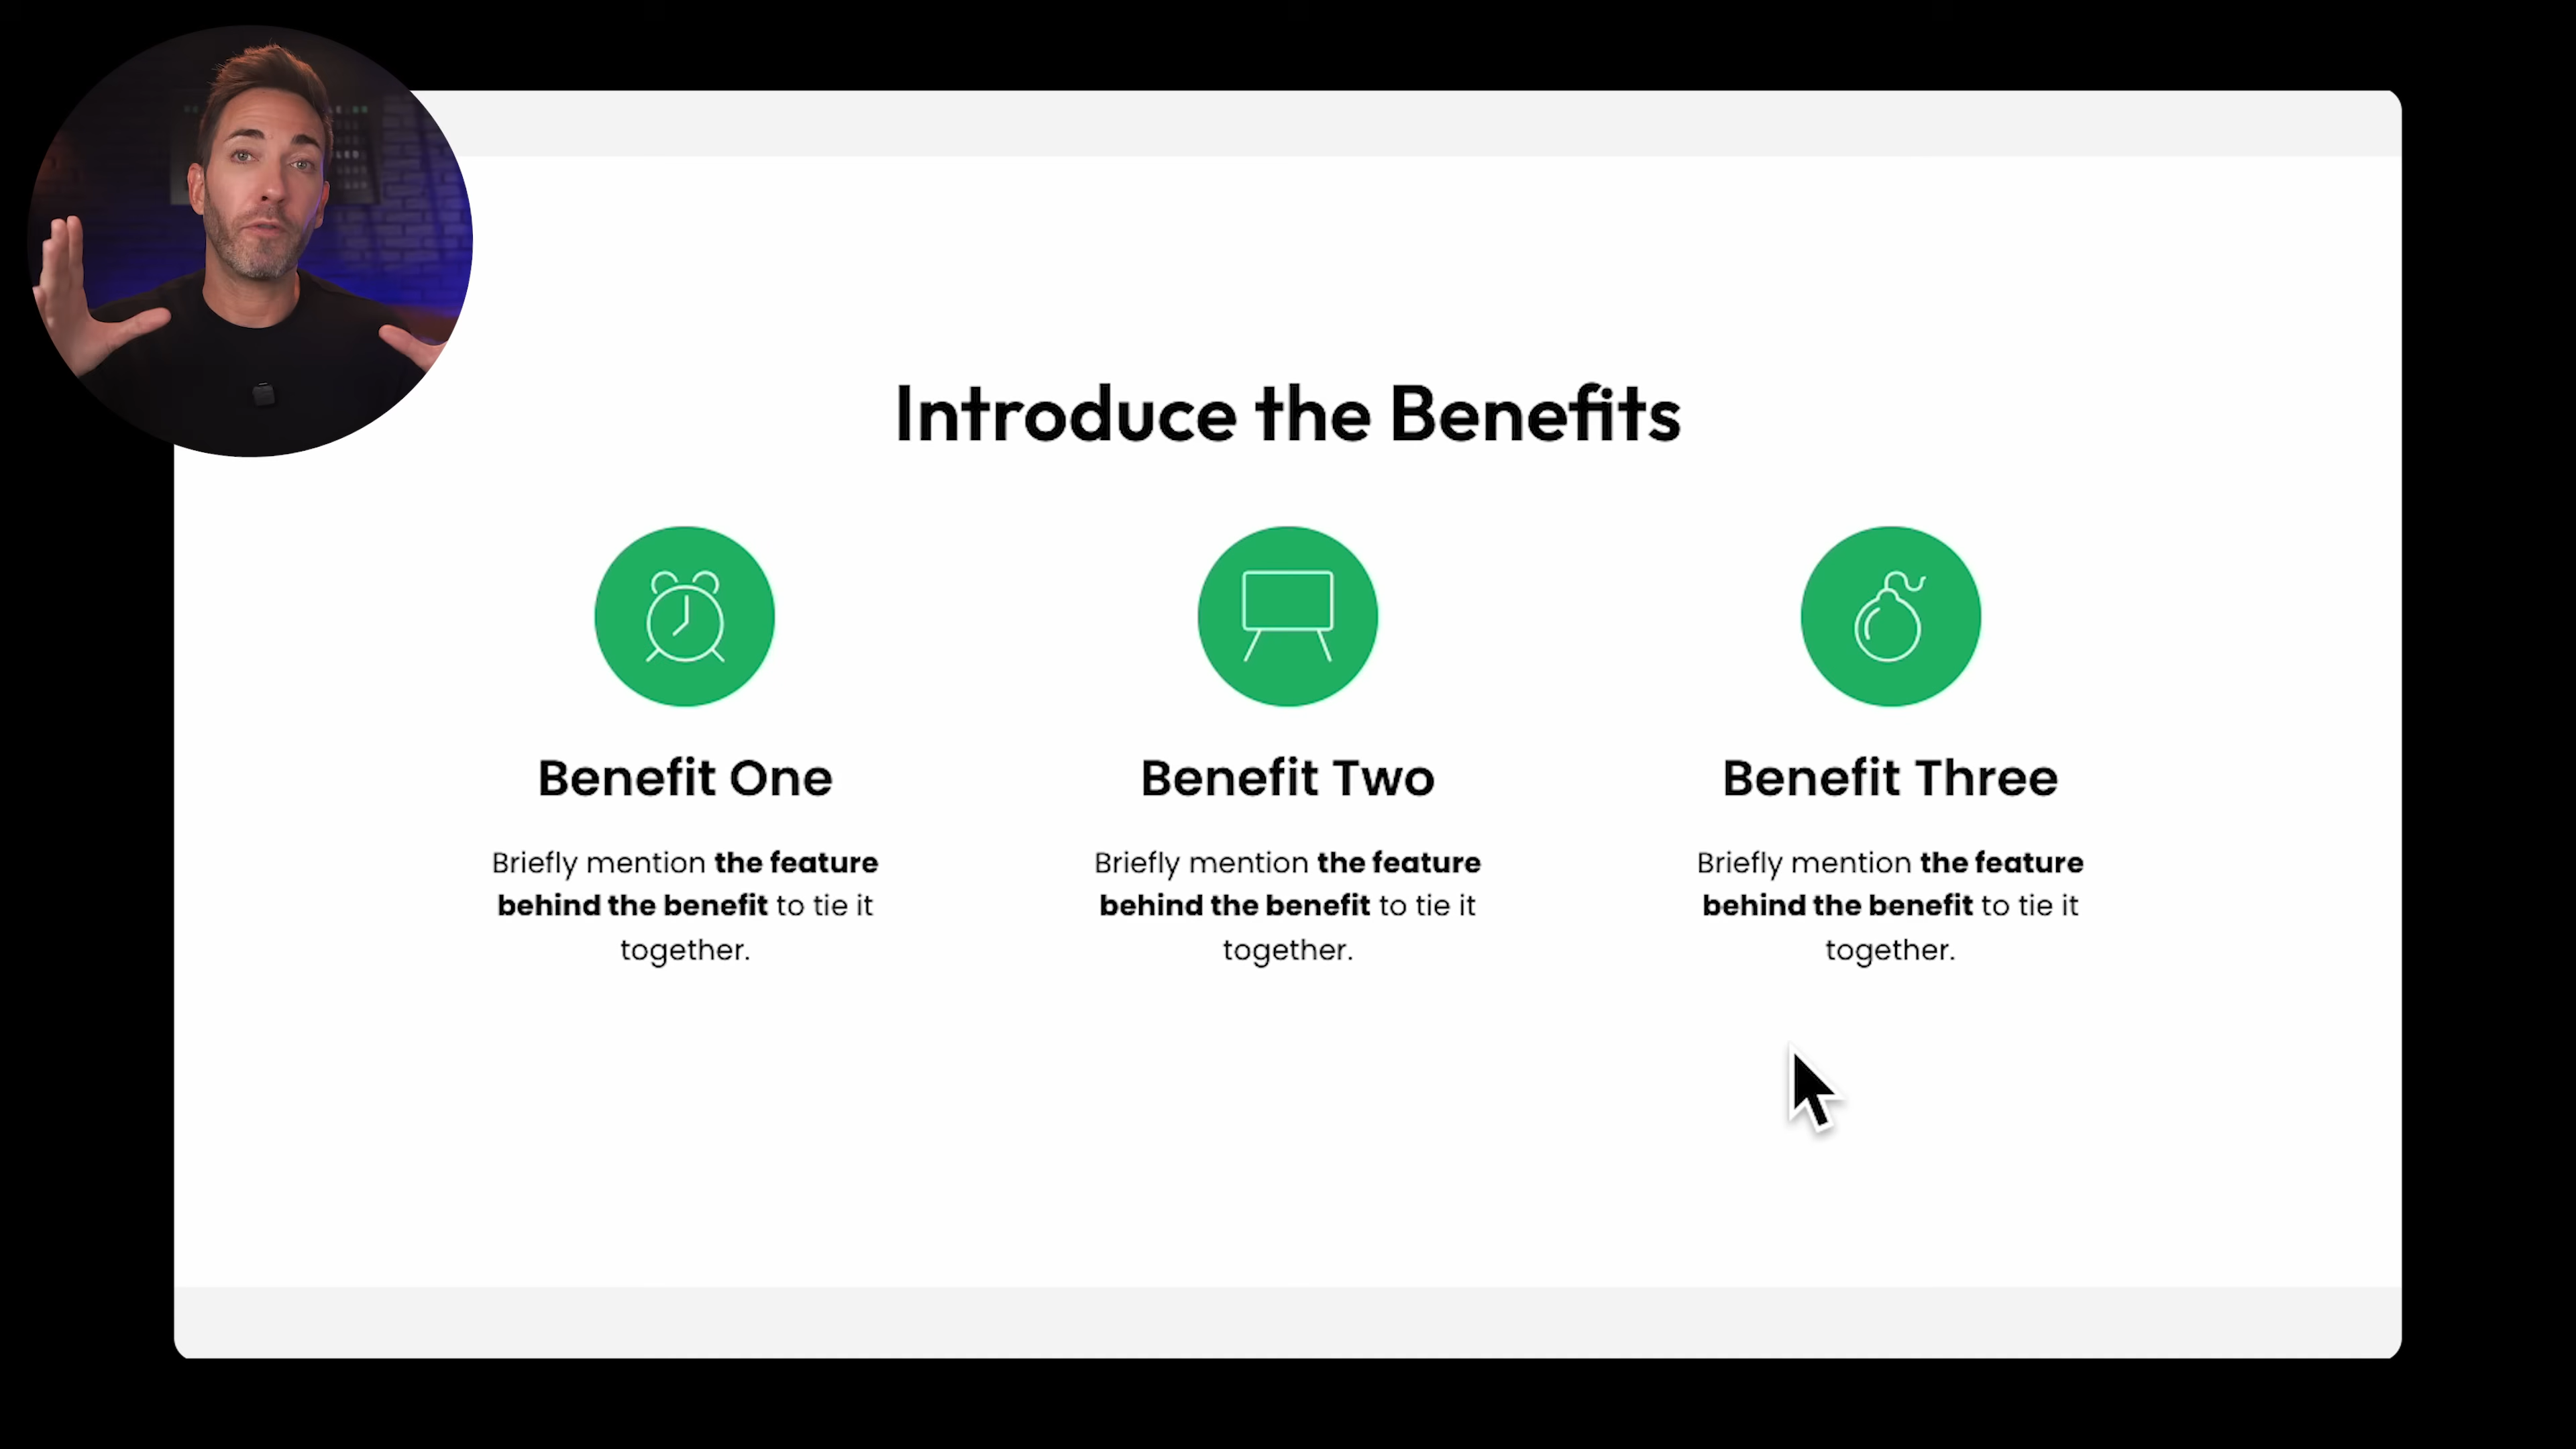 Introduce the Benefits
Benefit One
Briefly mention the feature
behind the benefit to tie it
together.
Benefit Two
Briefly mention the feature
behind the benefit to tie it
together.
Benefit Three
Briefly mention the feature
behind the benefit to tie it
together.